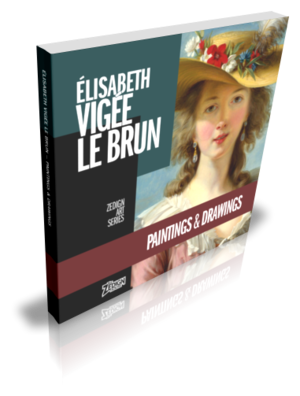 ÉLISABETH VIGÉE LE BRUN - PAINTINGS & DRAWINGS
ÉLISABETH
VIGÉE
LE BRUN
ZEDIGN
ART
SERIES
PAINTINGS & DRAWINGS